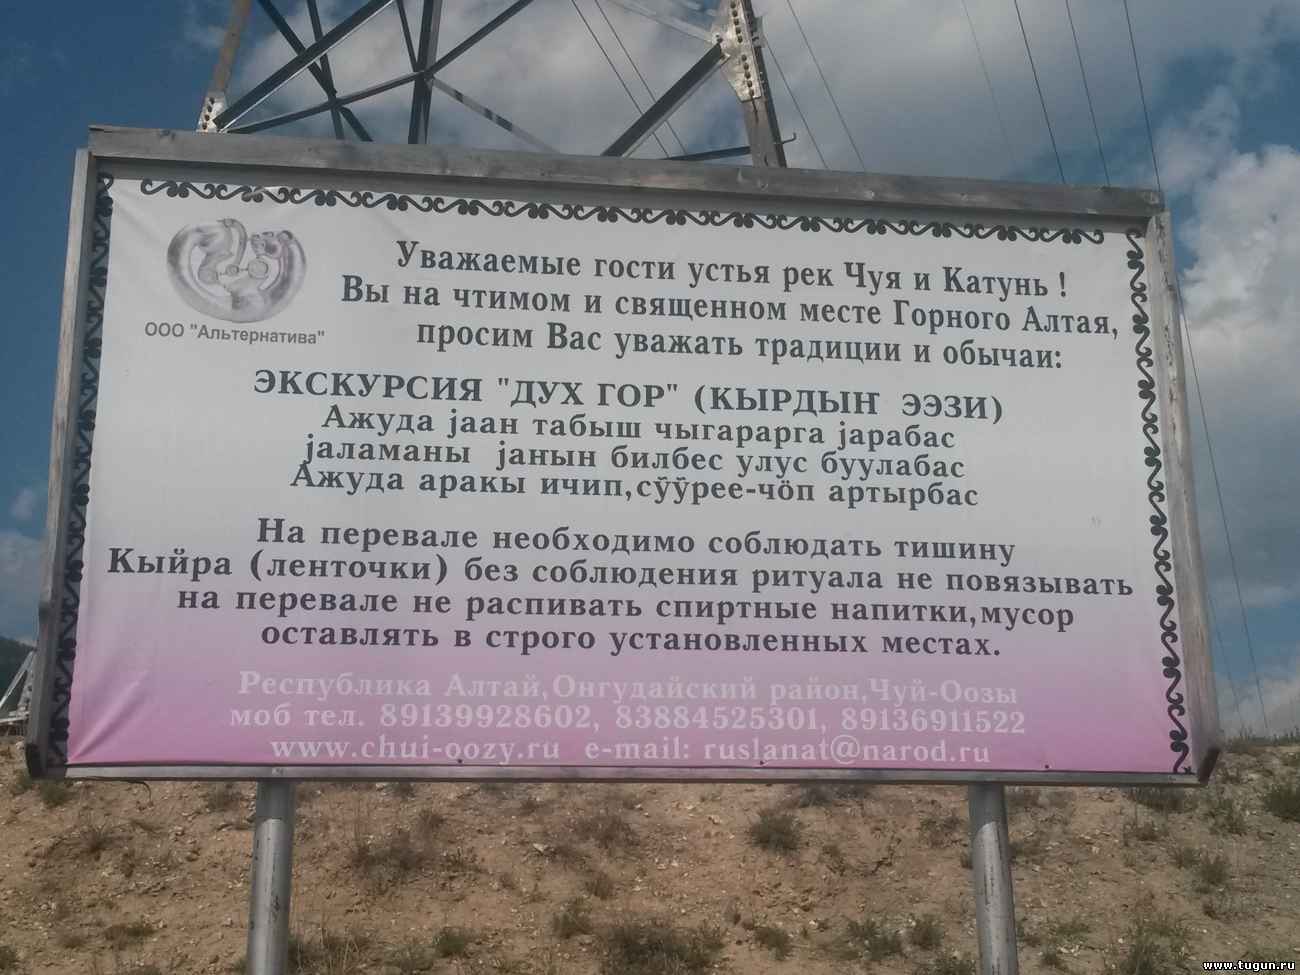 Уважаемые гости устья рек Чуя и Катунь !
Вы на чтимом и священном месте Горного Алтая,
просим Вас уважать традиции и обычаи:
ООО "Альтернатива"
ЭКСКУРСИЯ "ДУХ ГОР" (КЫРДЫҤ ЭЭЗИ)
Ажуда јаан табыш чыгарарга јарабас
јаламаны јанын билбес улус буулабас
Ажуда аракы ичип,сӱӱрее-чӧп артырбас
На перевале необходимо соблюдать тишину
Кыйра (ленточки) без соблюдения ритуала не повязывать
на перевале не распивать спиртные напитки,мусор
оставлять в строго установленных местах.
Республика Алтай,Онгудайский район,Чуй-Оозы
моб тел. 89139928602, 83884525301, 89136911522
www.chui-oozy.ru e-mail: ruslanat@narod.ru
www.tugun.ru